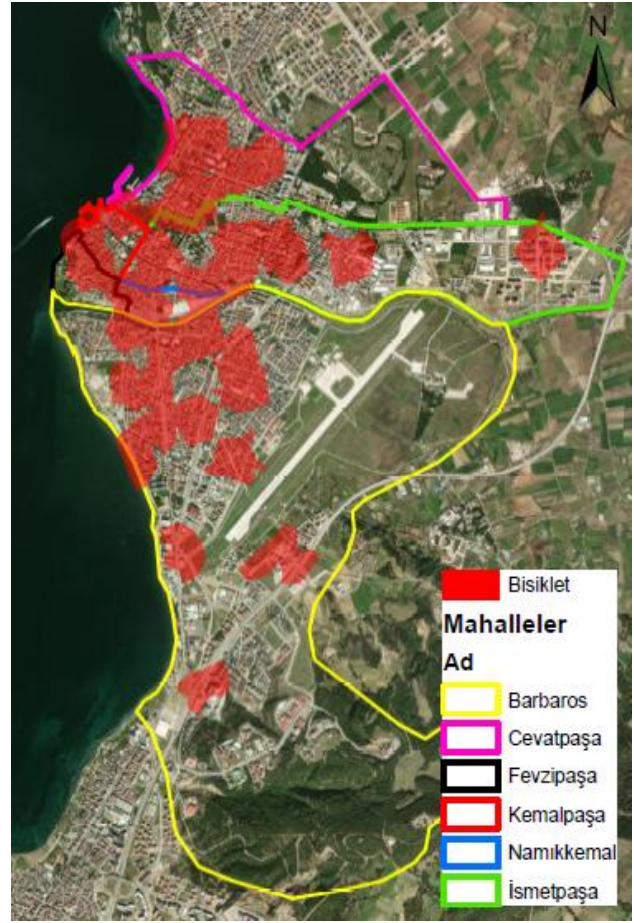 N
Bisiklet
Mahalleler
Ad
Barbaros
Cevatpaşa
Fevzipaşa
Kemalpaşa
Namıkkemal
İsmetpaşa